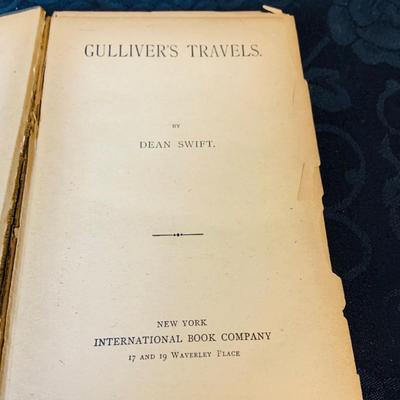 GULLIVER'S TRAVELS.
BY
DEAN SWIFT.
NEW YORK
INTERNATIONAL BOOK COMPANY
17 AND 19 WAVERLEY PLACE